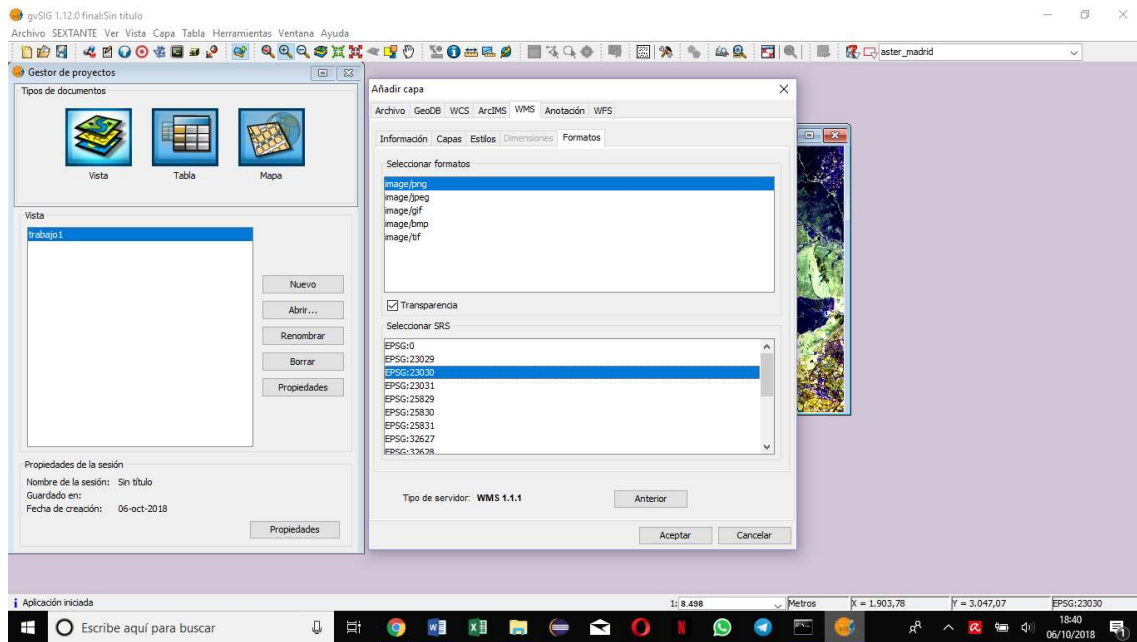 gvSIG 1.12.0 final:Sin título
Archivo SEXTANTE Ver Vista Capa Tabla Herramientas Ventana Ayuda
aster_madrid
Gestor de proyectos
Tipos de documentos
Vista
Tabla
Mapa
Vista
trabajo1
Nuevo
Abrir...
Renombrar
Borrar
Propiedades
Propiedades de la sesión
Nombre de la sesión: Sin título
Guardado en:
Fecha de creación: 06-oct-2018
Propiedades
Añadir capa
Archivo GeoDB WCS ArcIMS WMS Anotación WFS
Información Capas Estilos Dimensiones Formatos
Seleccionar formatos
image/png
image/jpeg
image/gif
image/bmp
image/tif
Transparencia
Seleccionar SRS
EPSG:0
EPSG:23029
EPSG:23030
EPSG:23031
EPSG:25829
EPSG:25830
EPSG:25831
EPSG:32627
EPSG:32628
Tipo de servidor: WMS 1.1.1
Anterior
Aceptar
Cancelar
Aplicación iniciada
1: 8.498
Metros
X = 1.903,78
Y = 3.047,07
EPSG:23030
Escribe aquí para buscar
18:40
06/10/2018